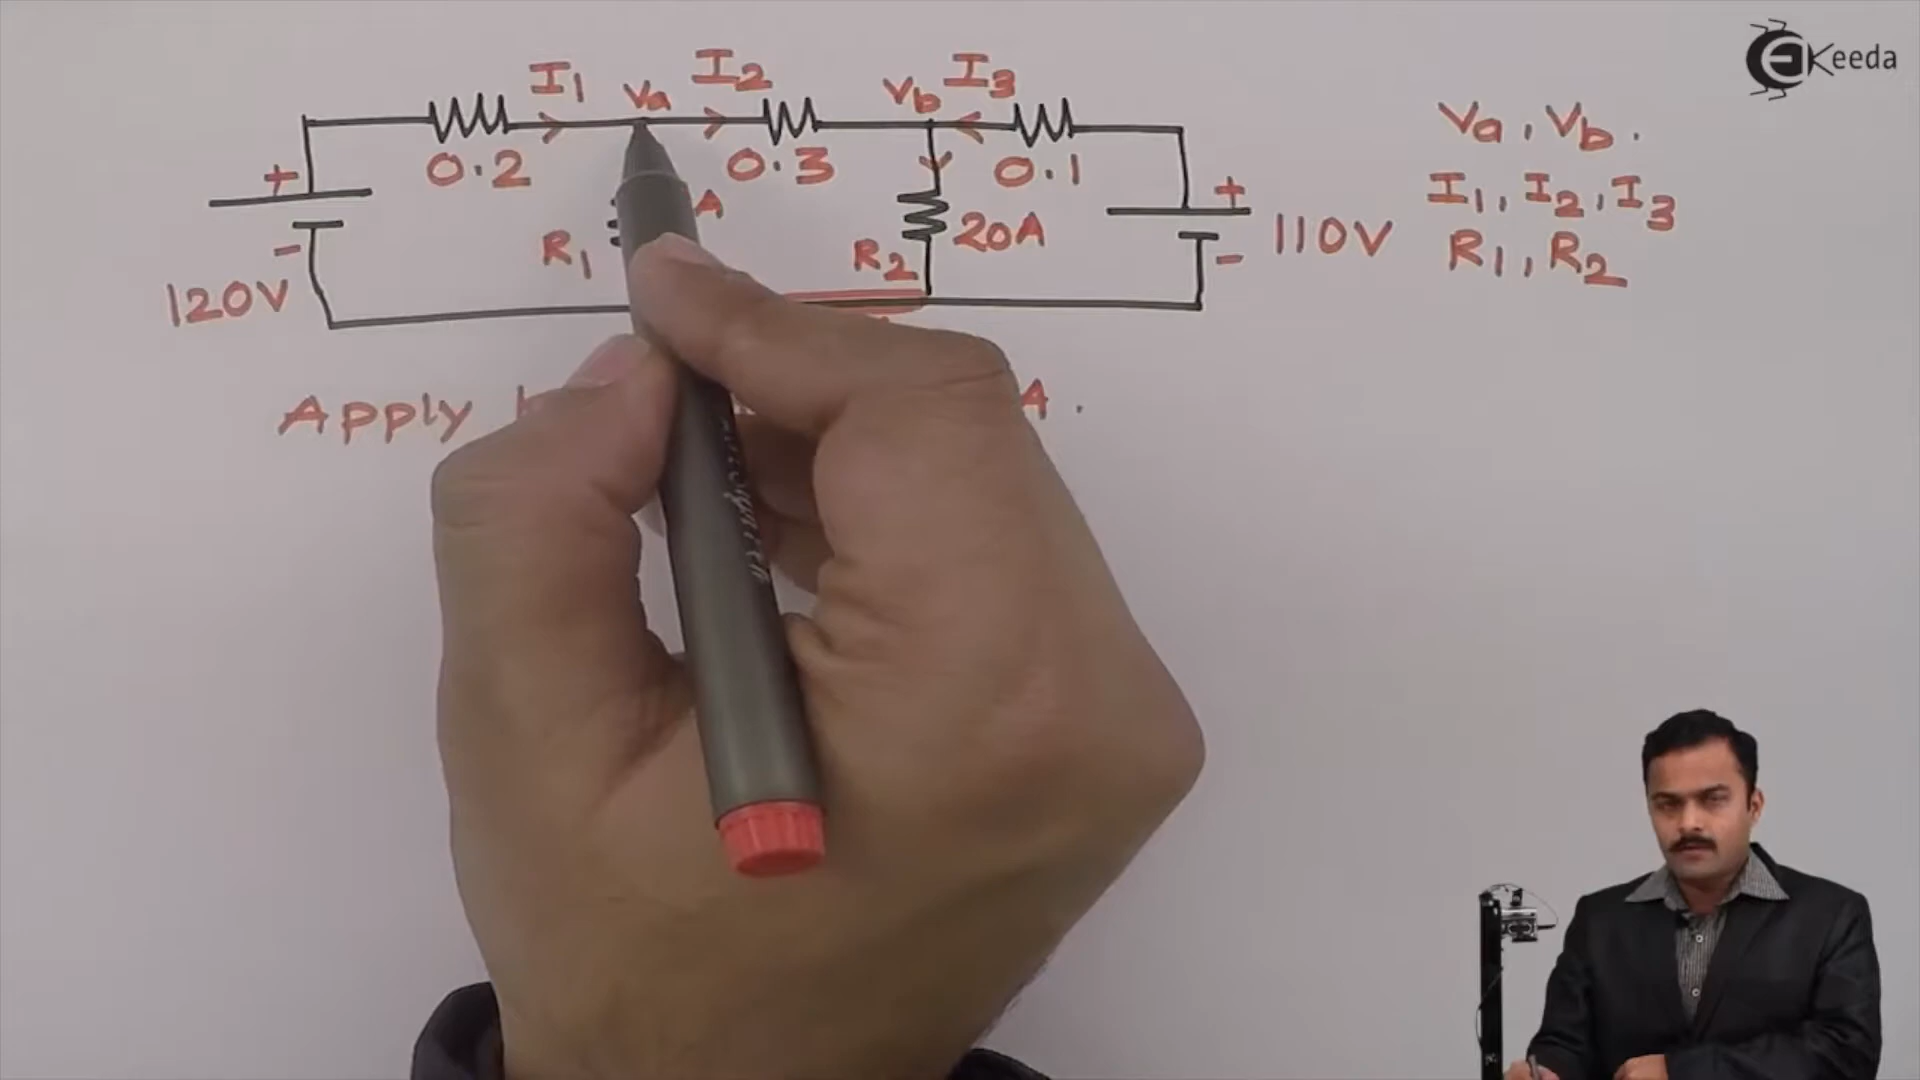 I1
Va
I2
Vb
I3
0.2
0.3
0.1
+
-
120V
R1
A
R2
20A
+
-
110V
Va, Vb.
I1, I2, I3
R1, R2
Apply
A.
Keeda